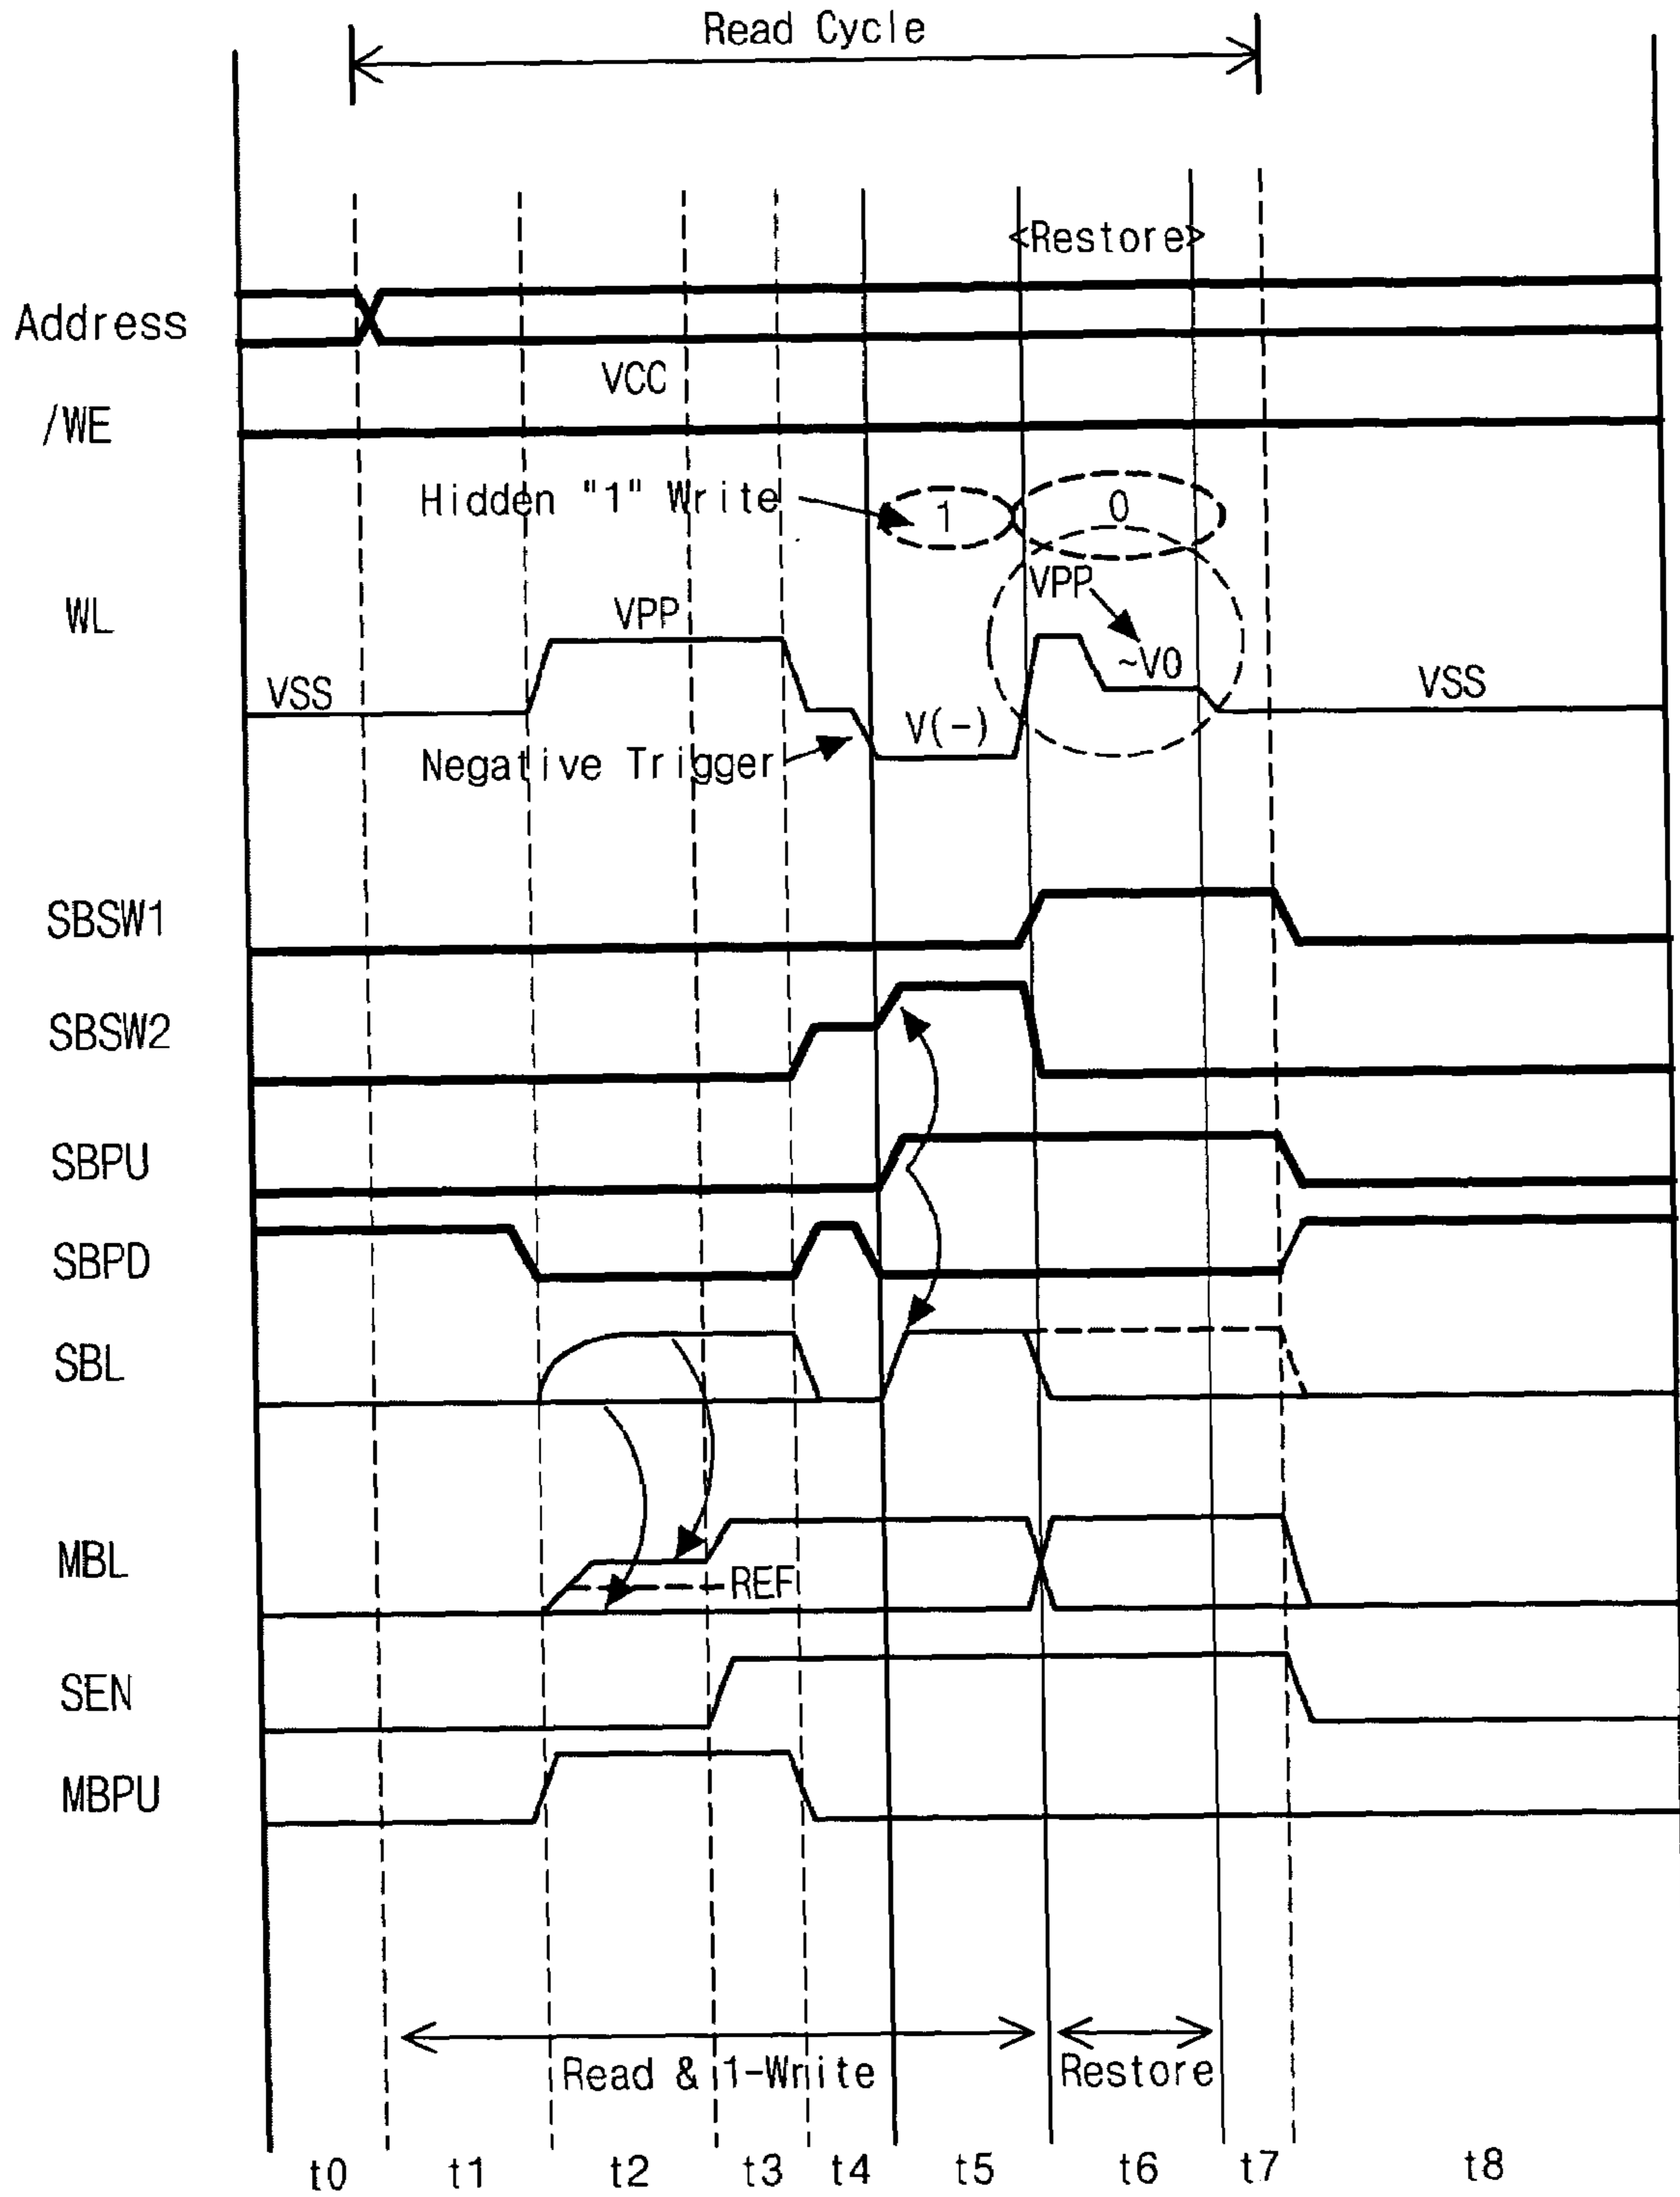 Read Cycle
<Restore>
Address
VCC
/WE
Hidden "1" Write
1
0
VPP
WL
VPP
~V0
VSS
VSS
V(-)
Negative Trigger
SBSW1
SBSW2
SBPU
SBPD
SBL
MBL
REF
SEN
MBPU
Read & 1-Write
Restore
t0 t1 t2 t3 t4 t5 t6 t7 t8